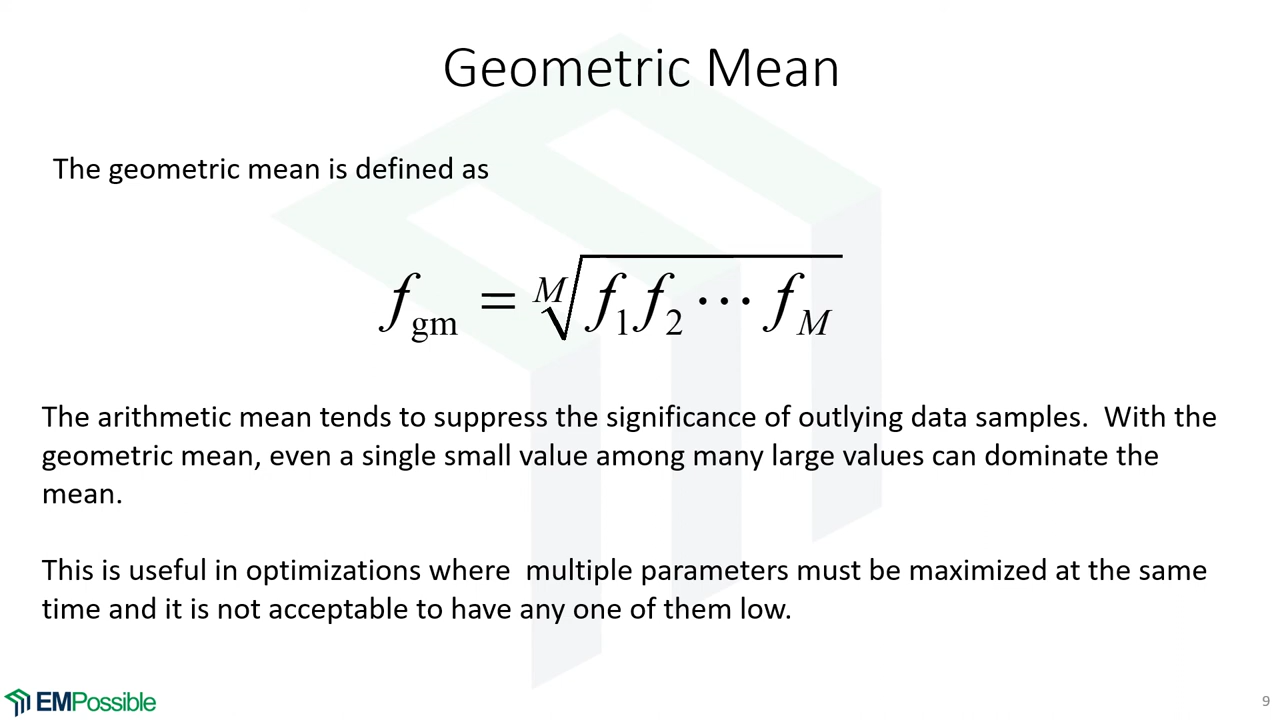 Geometric Mean
The geometric mean is defined as
f_gm = \sqrt[M]{f_1 f_2 ⋯ f_M}
The arithmetic mean tends to suppress the significance of outlying data samples.  With the
geometric mean, even a single small value among many large values can dominate the
mean.
This is useful in optimizations where  multiple parameters must be maximized at the same
time and it is not acceptable to have any one of them low.
EMPossible
9